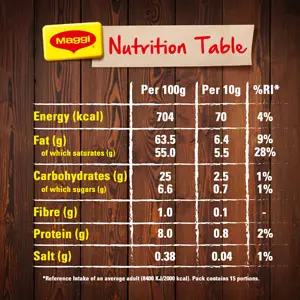 Maggi
Nutrition Table
Per 100g Per 10g %RI*
Energy (kcal) 704 70 4%
Fat (g) 63.5 6.4 9%
of which saturates (g) 55.0 5.5 28%
Carbohydrates (g) 25 2.5 1%
of which sugars (g) 6.6 0.7 1%
Fibre (g) 1.0 0.1 -
Protein (g) 8.0 0.8 2%
Salt (g) 0.38 0.04 1%
*Reference Intake of an average adult (8400 KJ/2000 kcal). Pack contains 15 portions.